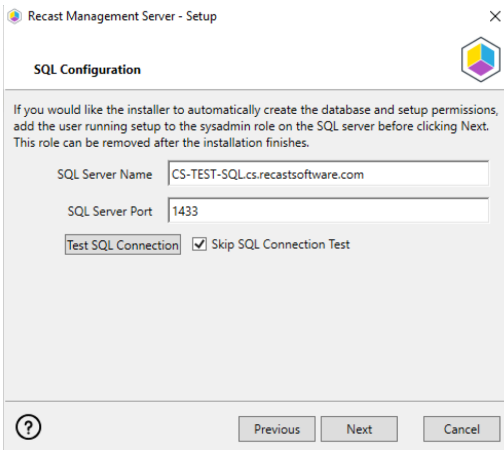 Recast Management Server - Setup
SQL Configuration
If you would like the installer to automatically create the database and setup permissions,
add the user running setup to the sysadmin role on the SQL server before clicking Next.
This role can be removed after the installation finishes.
SQL Server Name CS-TEST-SQL.cs.recastsoftware.com
SQL Server Port 1433
Test SQL Connection Skip SQL Connection Test
? Previous Next Cancel